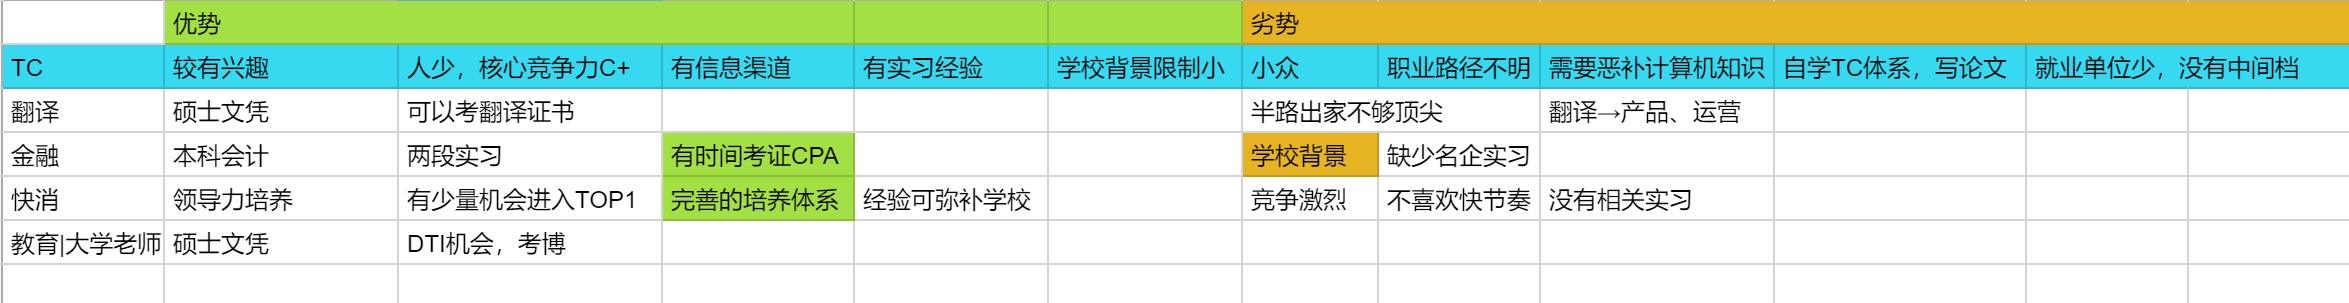 优势 劣势
TC 较有兴趣 人少，核心竞争力C+ 有信息渠道 有实习经验 学校背景限制小 小众 职业路径不明 需要恶补计算机知识 自学TC体系，写论文 就业单位少，没有中间档
翻译 硕士文凭 可以考翻译证书 半路出家不够顶尖 翻译→产品、运营
金融 本科会计 两段实习 有时间考证CPA 学校背景 缺少名企实习
快消 领导力培养 有少量机会进入TOP1 完善的培养体系 经验可弥补学校 竞争激烈 不喜欢快节奏 没有相关实习
教育|大学老师 硕士文凭 DTI机会，考博